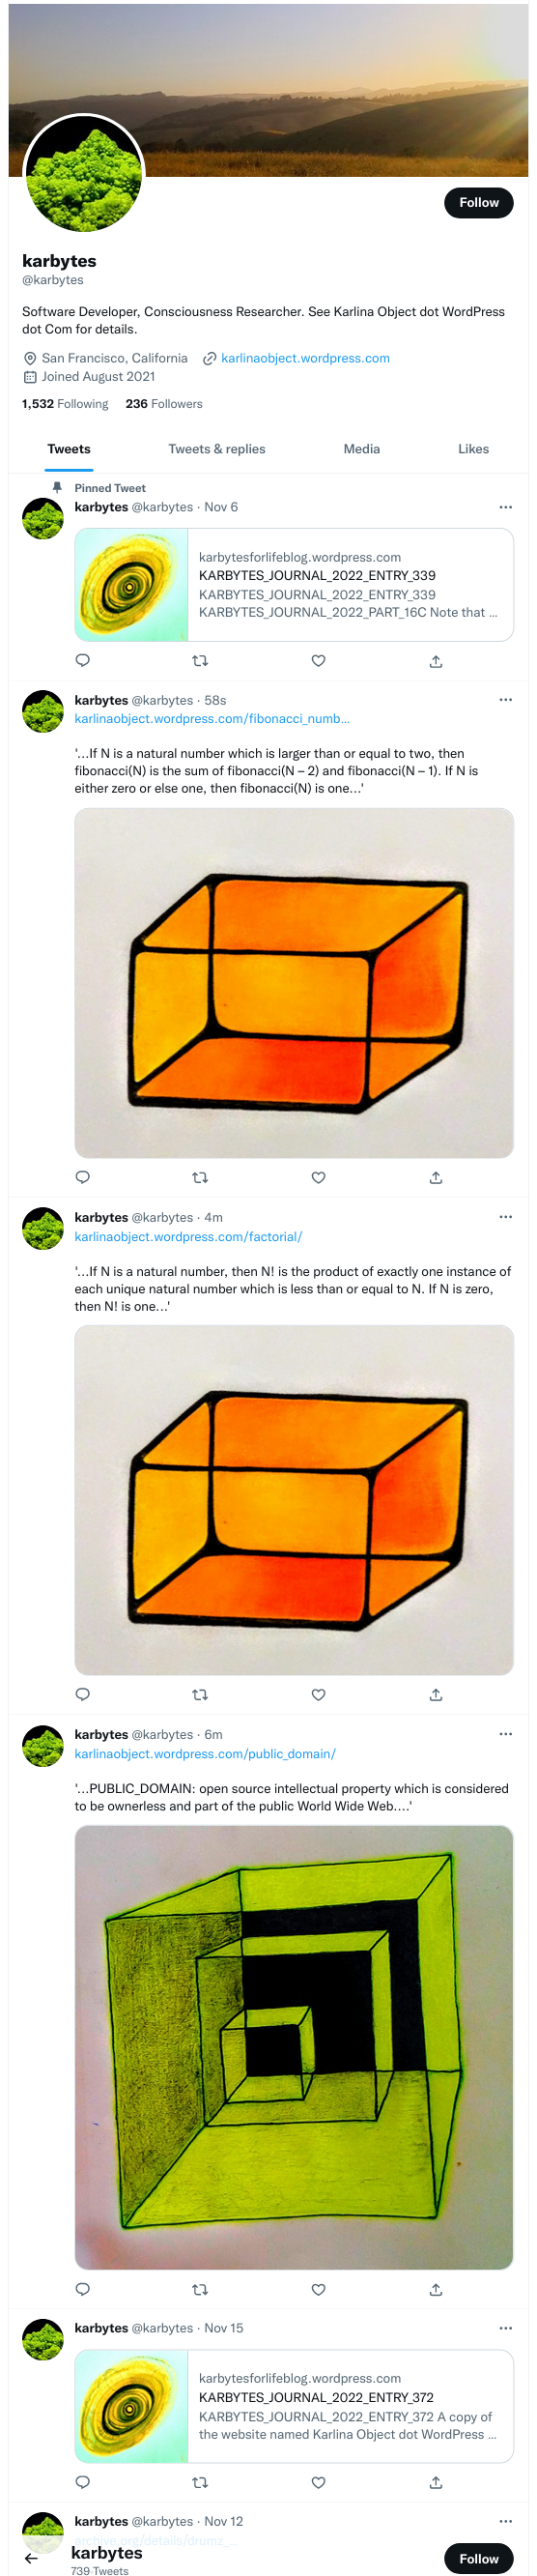 Follow
karbytes
@karbytes
Software Developer, Consciousness Researcher. See Karlina Object dot WordPress
dot Com for details.
San Francisco, California karlinaobject.wordpress.com
Joined August 2021
1,532 Following 236 Followers
Tweets Tweets & replies Media Likes
Pinned Tweet
karbytes @karbytes · Nov 6
karbytesforlifeblog.wordpress.com
KARBYTES_JOURNAL_2022_ENTRY_339
KARBYTES_JOURNAL_2022_ENTRY_339
KARBYTES_JOURNAL_2022_PART_16C Note that ...
karbytes @karbytes · 58s
karlinaobject.wordpress.com/fibonacci_numb...
'...If N is a natural number which is larger than or equal to two, then
fibonacci(N) is the sum of fibonacci(N – 2) and fibonacci(N – 1). If N is
either zero or else one, then fibonacci(N) is one...'
karbytes @karbytes · 4m
karlinaobject.wordpress.com/factorial/
'...If N is a natural number, then N! is the product of exactly one instance of
each unique natural number which is less than or equal to N. If N is zero,
then N! is one...'
karbytes @karbytes · 6m
karlinaobject.wordpress.com/public_domain/
'...PUBLIC_DOMAIN: open source intellectual property which is considered
to be ownerless and part of the public World Wide Web....'
karbytes @karbytes · Nov 15
karbytesforlifeblog.wordpress.com
KARBYTES_JOURNAL_2022_ENTRY_372
KARBYTES_JOURNAL_2022_ENTRY_372 A copy of
the website named Karlina Object dot WordPress ...
karbytes @karbytes · Nov 12
archive.org/details/drumz_...
karbytes
739 Tweets
Follow